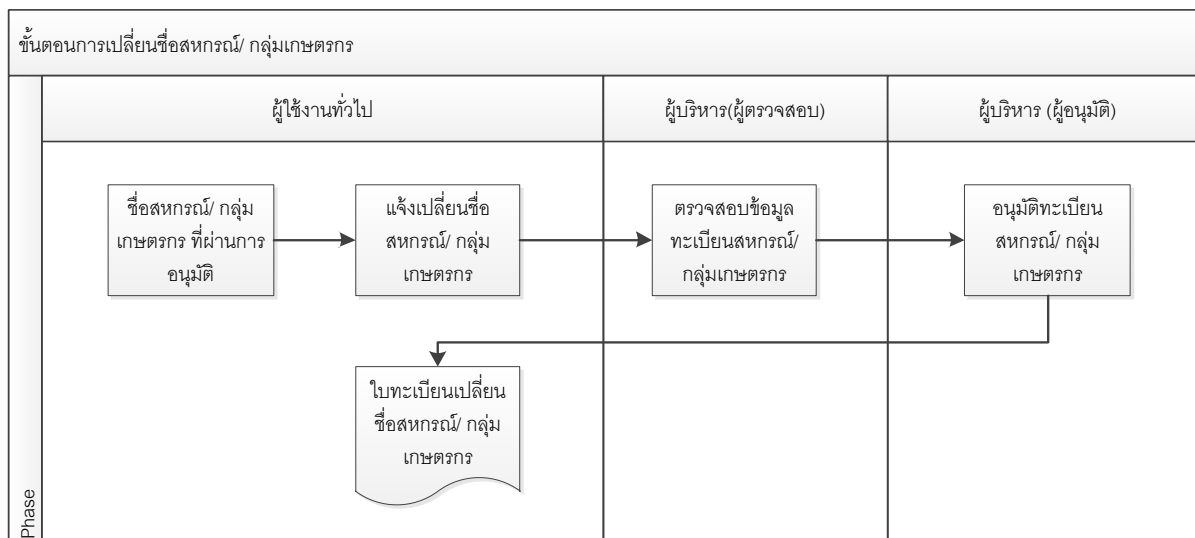 ขั้นตอนการเปลี่ยนชื่อสหกรณ์/ กลุ่มเกษตรกร
ผู้ใช้งานทั่วไป
ผู้บริหาร(ผู้ตรวจสอบ)
ผู้บริหาร (ผู้อนุมัติ)
ชื่อสหกรณ์/ กลุ่ม
เกษตรกร ที่ผ่านการ
อนุมัติ
แจ้งเปลี่ยนชื่อ
สหกรณ์/ กลุ่ม
เกษตรกร
ตรวจสอบข้อมูล
ทะเบียนสหกรณ์/
กลุ่มเกษตรกร
อนุมัติทะเบียน
สหกรณ์/ กลุ่ม
เกษตรกร
ใบทะเบียนเปลี่ยน
ชื่อสหกรณ์/ กลุ่ม
เกษตรกร
Phase